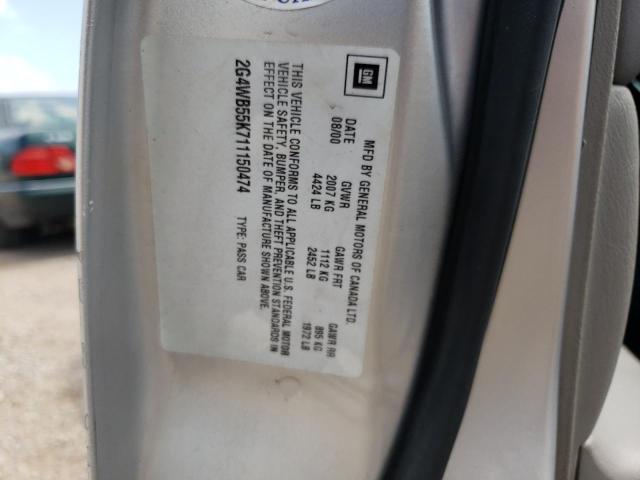 GM
MFD BY GENERAL MOTORS OF CANADA LTD.
DATE GVWR GAWR FRT GAWR RR
08/00 2007 KG 1112 KG 895 KG
4424 LB 2452 LB 1972 LB
THIS VEHICLE CONFORMS TO ALL APPLICABLE U.S. FEDERAL MOTOR
VEHICLE SAFETY, BUMPER, AND THEFT PREVENTION STANDARDS IN
EFFECT ON THE DATE OF MANUFACTURE SHOWN ABOVE.
2G4WB55K711150474 TYPE: PASS CAR